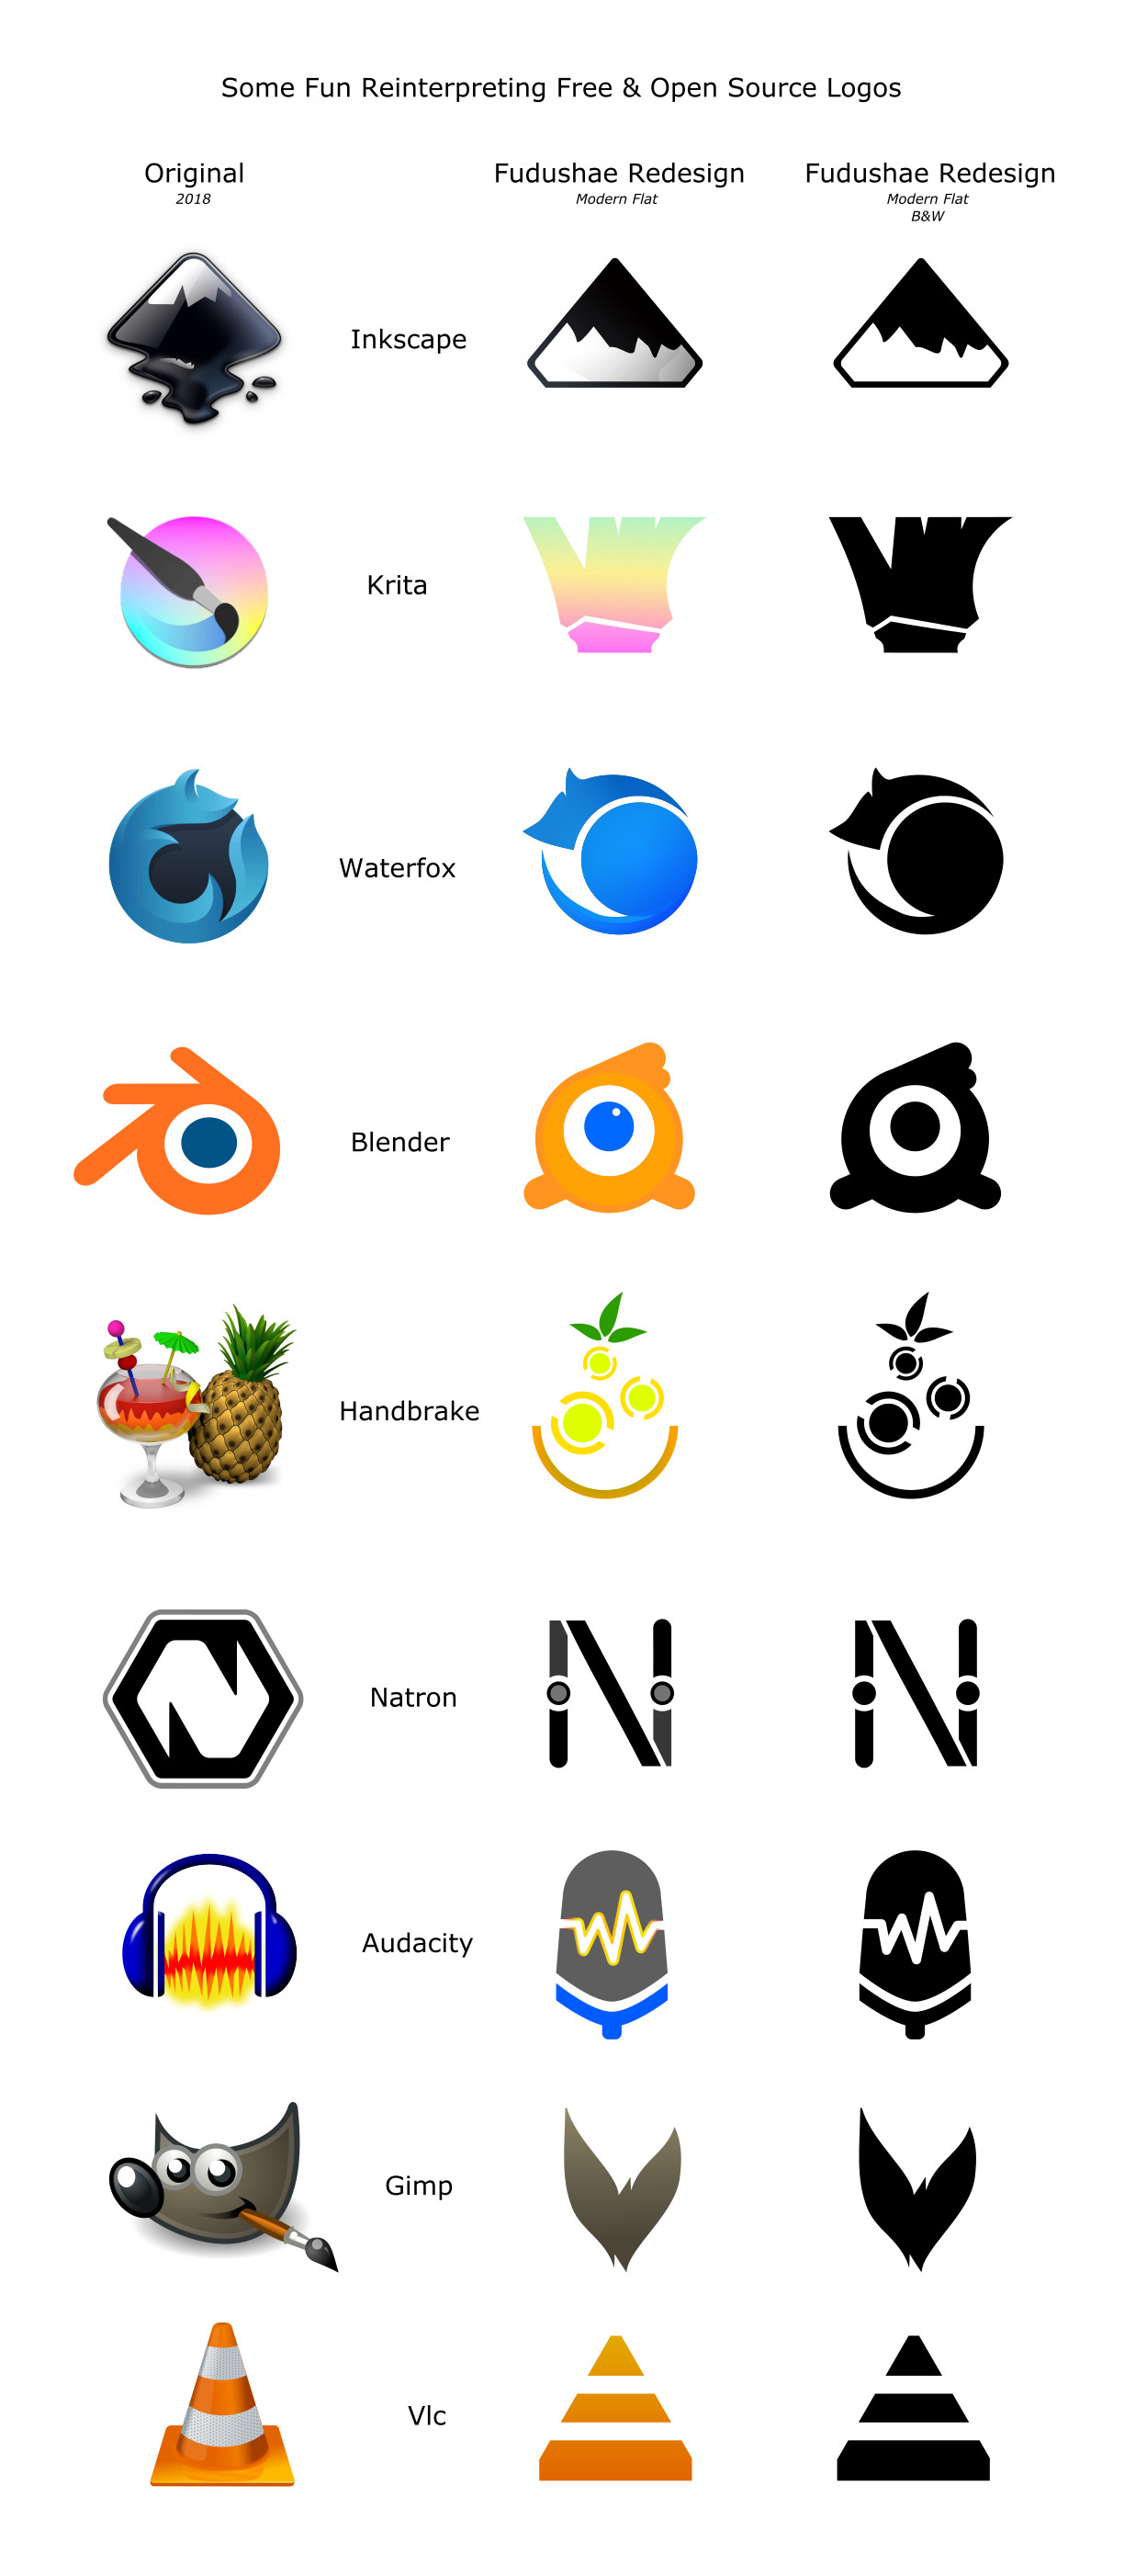 Some Fun Reinterpreting Free & Open Source Logos
Original
2018
Fudushae Redesign
Modern Flat
Fudushae Redesign
Modern Flat
B&W
Inkscape
Krita
Waterfox
Blender
Handbrake
Natron
Audacity
Gimp
Vlc